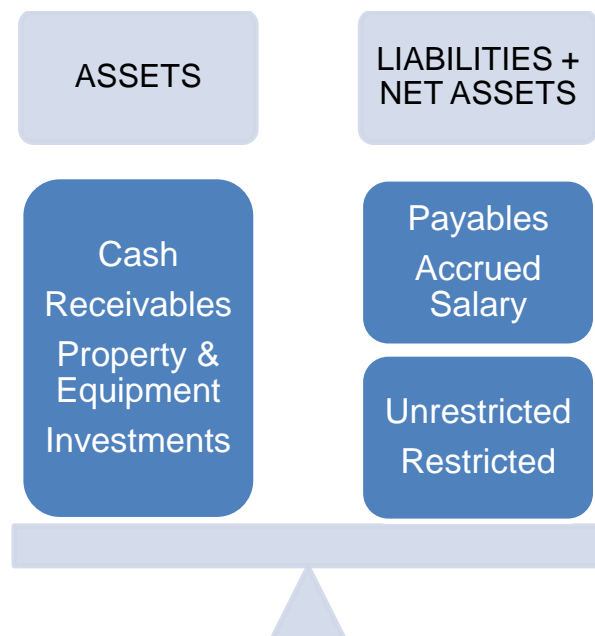 ASSETS
LIABILITIES +
NET ASSETS
Cash
Receivables
Property &
Equipment
Investments
Payables
Accrued
Salary
Unrestricted
Restricted